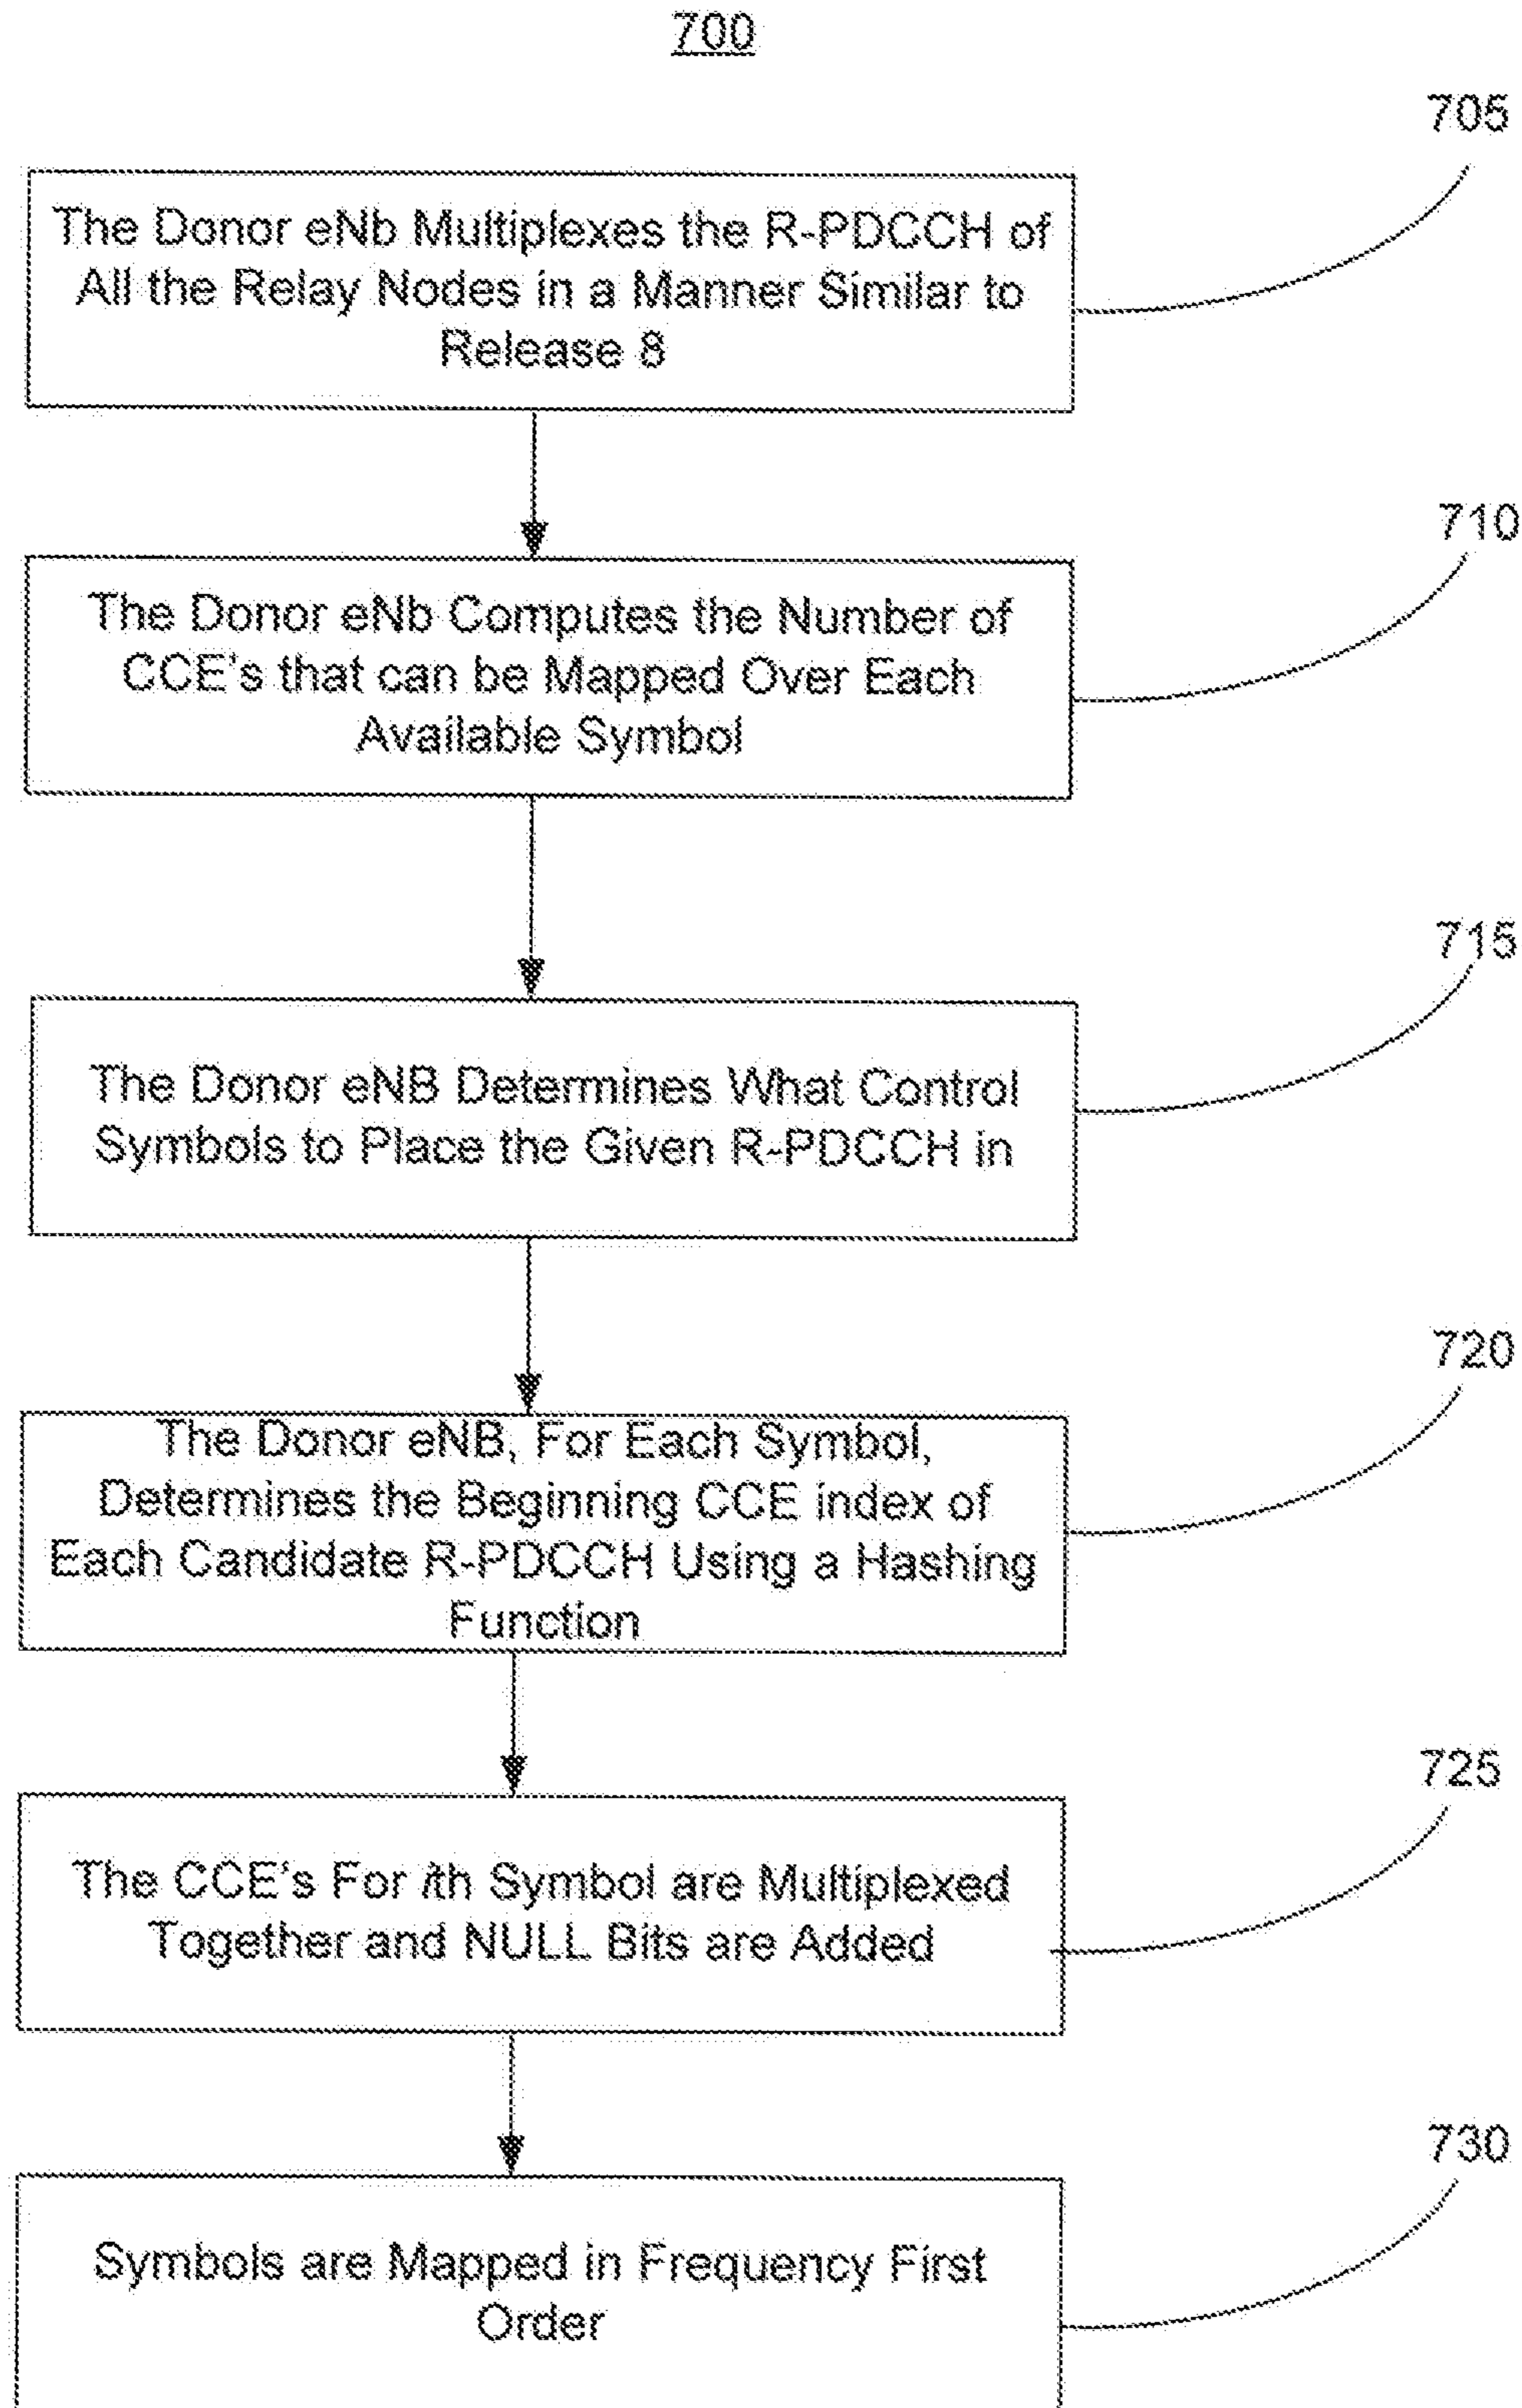 700
705
The Donor eNb Multiplexes the R-PDCCH of
All the Relay Nodes in a Manner Similar to
Release 8
710
The Donor eNb Computes the Number of
CCE's that can be Mapped Over Each
Available Symbol
715
The Donor eNB Determines What Control
Symbols to Place the Given R-PDCCH in
720
The Donor eNB, For Each Symbol,
Determines the Beginning CCE index of
Each Candidate R-PDCCH Using a Hashing
Function
725
The CCE's For ith Symbol are Multiplexed
Together and NULL Bits are Added
730
Symbols are Mapped in Frequency First
Order